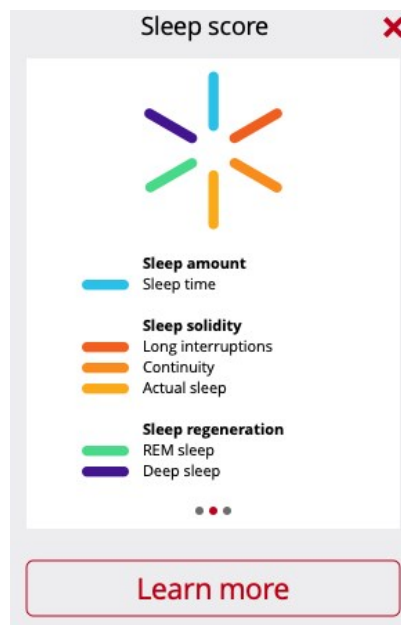 Sleep score
Sleep amount
Sleep time
Sleep solidity
Long interruptions
Continuity
Actual sleep
Sleep regeneration
REM sleep
Deep sleep
Learn more